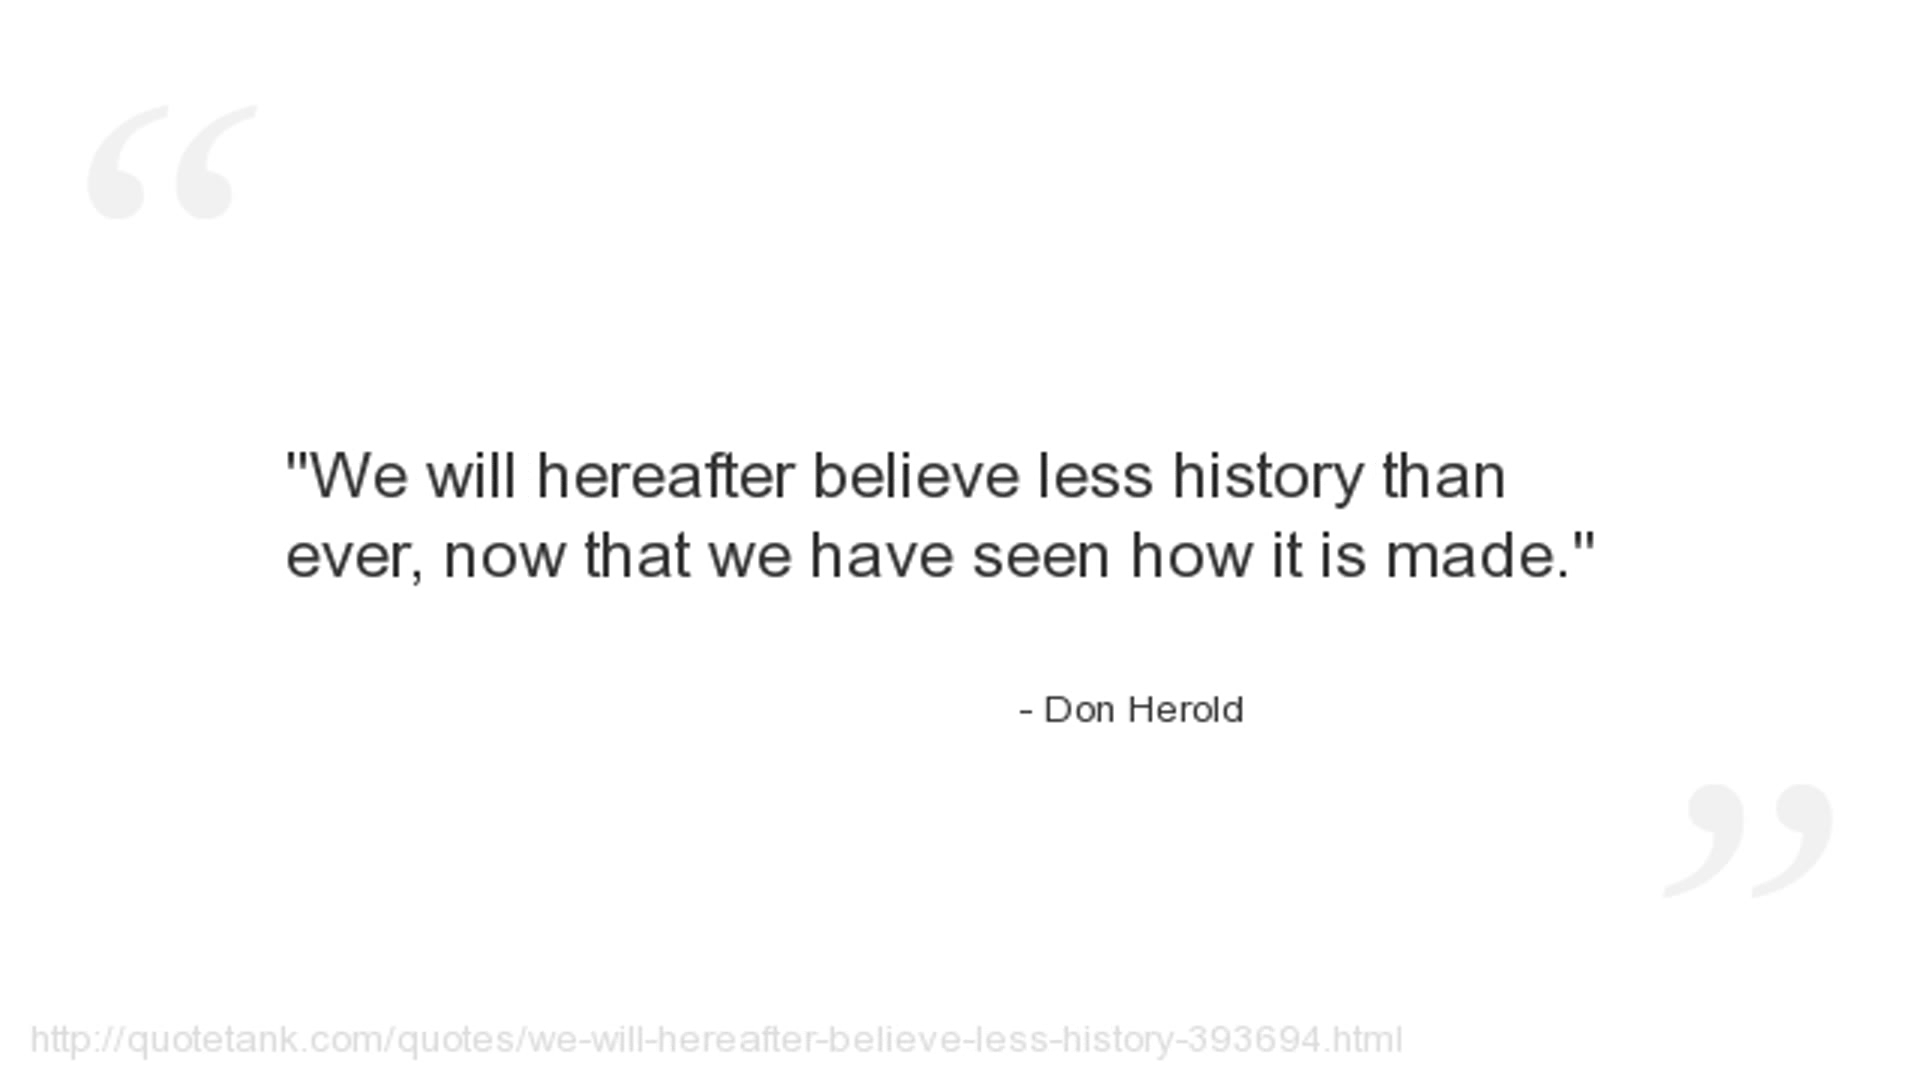 "We will hereafter believe less history than
ever, now that we have seen how it is made."
- Don Herold
http://quotetank.com/quotes/we-will-hereafter-believe-less-history-393694.html